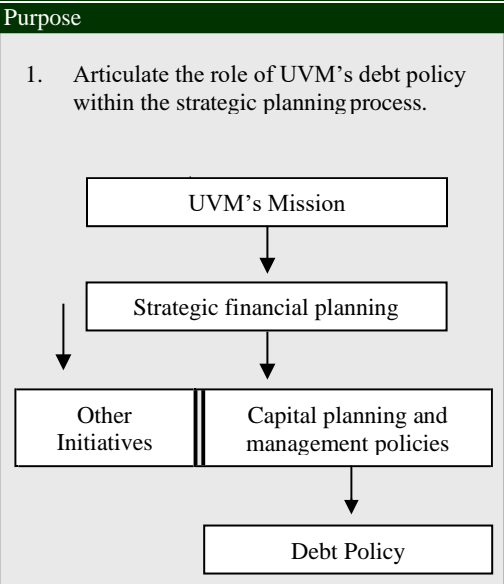 Purpose
1. Articulate the role of UVM's debt policy
within the strategic planning process.
UVM's Mission
Strategic financial planning
Other
Initiatives
Capital planning and
management policies
Debt Policy